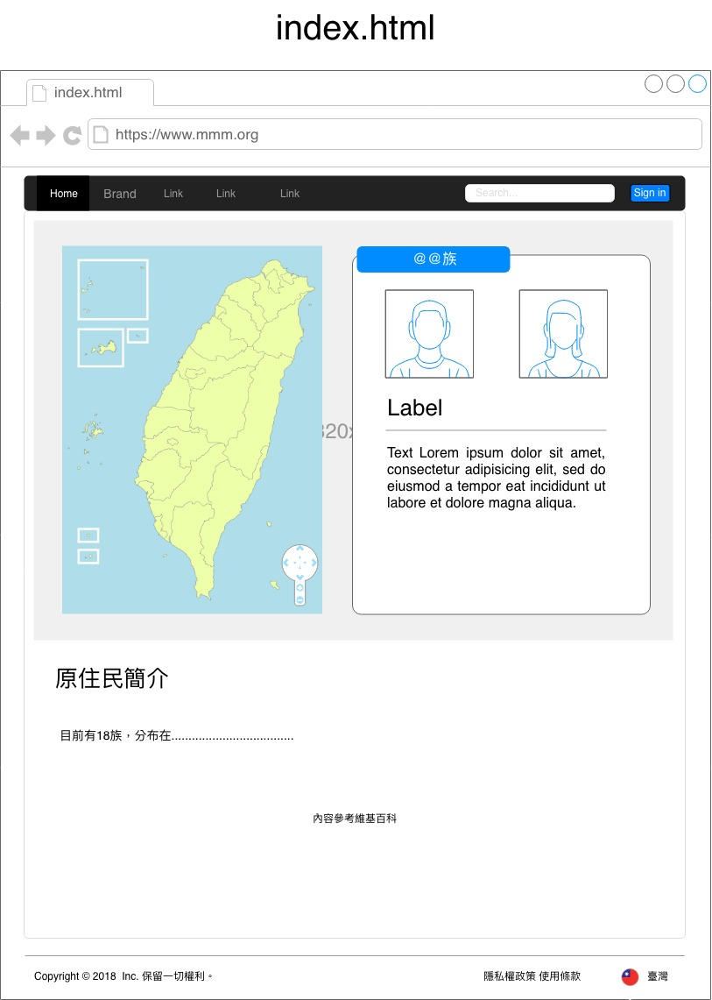 index.html
index.html
https://www.mmm.org
Home Brand Link Link Link Search... Sign in
@@族
Label
320x
Text Lorem ipsum dolor sit amet,
consectetur adipisicing elit, sed do
eiusmod a tempor eat incididunt ut
labore et dolore magna aliqua.
原住民簡介
目前有18族，分布在....................................
內容參考維基百科
Copyright © 2018 Inc. 保留一切權利。 隱私權政策 使用條款 臺灣